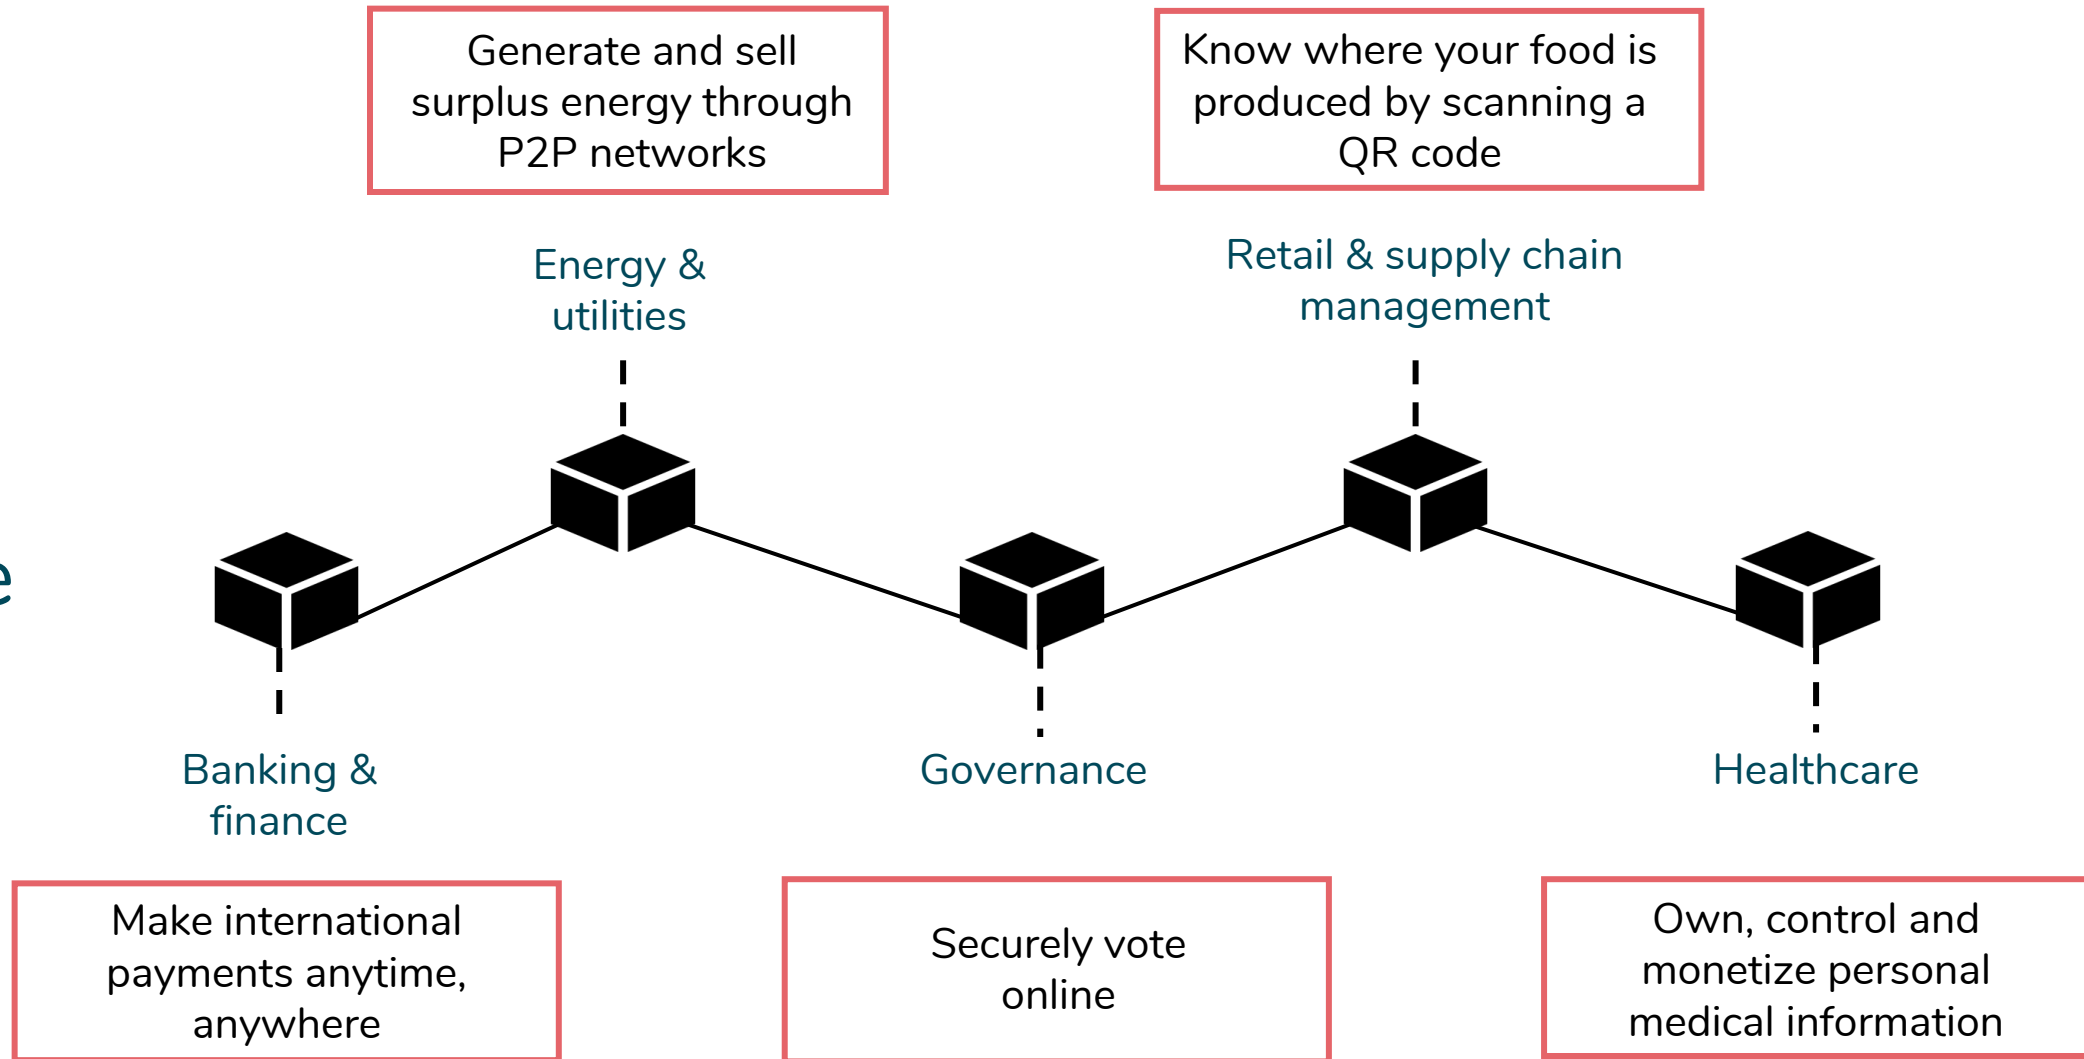 Generate and sell
surplus energy through
P2P networks
Know where your food is
produced by scanning a
QR code
Energy &
utilities
Retail & supply chain
management
Banking &
finance
Governance
Healthcare
Make international
payments anytime,
anywhere
Securely vote
online
Own, control and
monetize personal
medical information